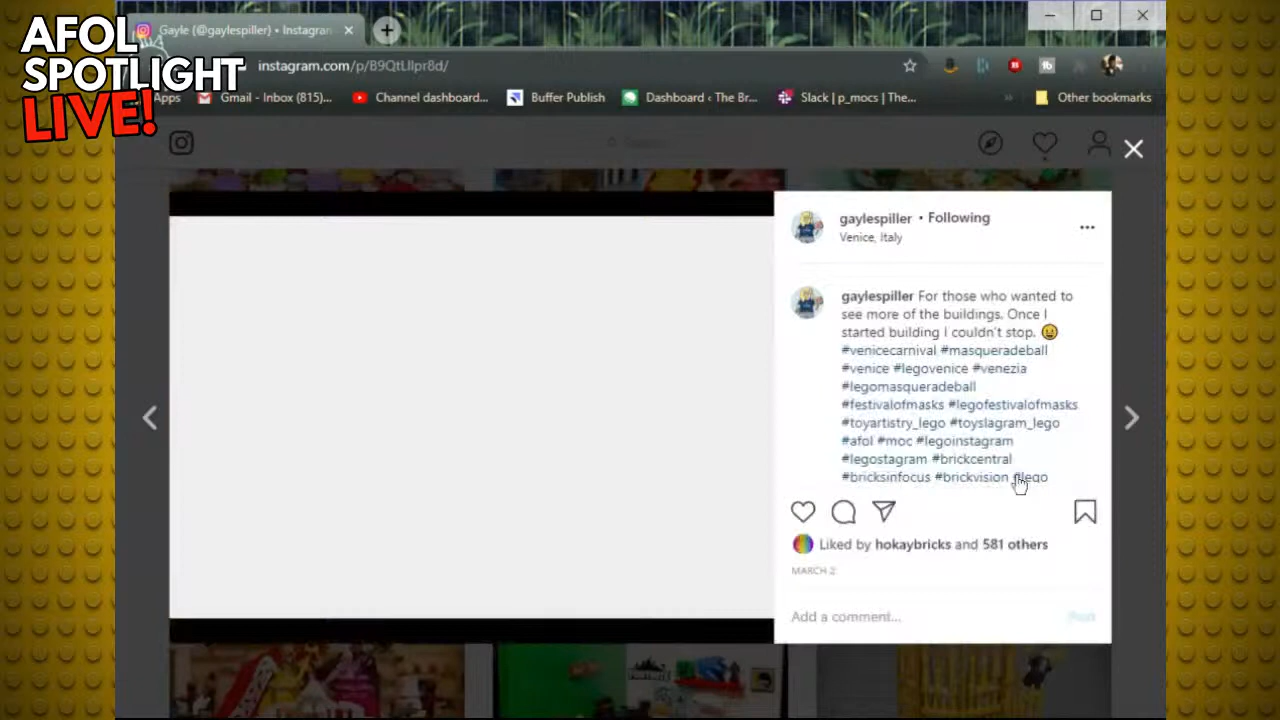 AFOL
SPOTLIGHT
LIVE!
Gayle (@gaylespiller) • Instagram
instagram.com/p/B9QtLllpr8d/
Apps
Gmail - Inbox (815)...
Channel dashboard...
Buffer Publish
Dashboard ‹ The Br...
Slack | p_mocs | The...
Other bookmarks
Search
gaylespiller • Following
Venice, Italy
gaylespiller For those who wanted to
see more of the buildings. Once I
started building I couldn't stop. 😉
#venicecarnival #masqueradeball
#venice #legovenice #venezia
#legomasqueradeball
#festivalofmasks #legofestivalofmasks
#toyartistry_lego #toyslagram_lego
#afol #moc #legoinstagram
#legostagram #brickcentral
#bricksinfocus #brickvision #lego
Liked by hokaybricks and 581 others
MARCH 2
Add a comment...
Post